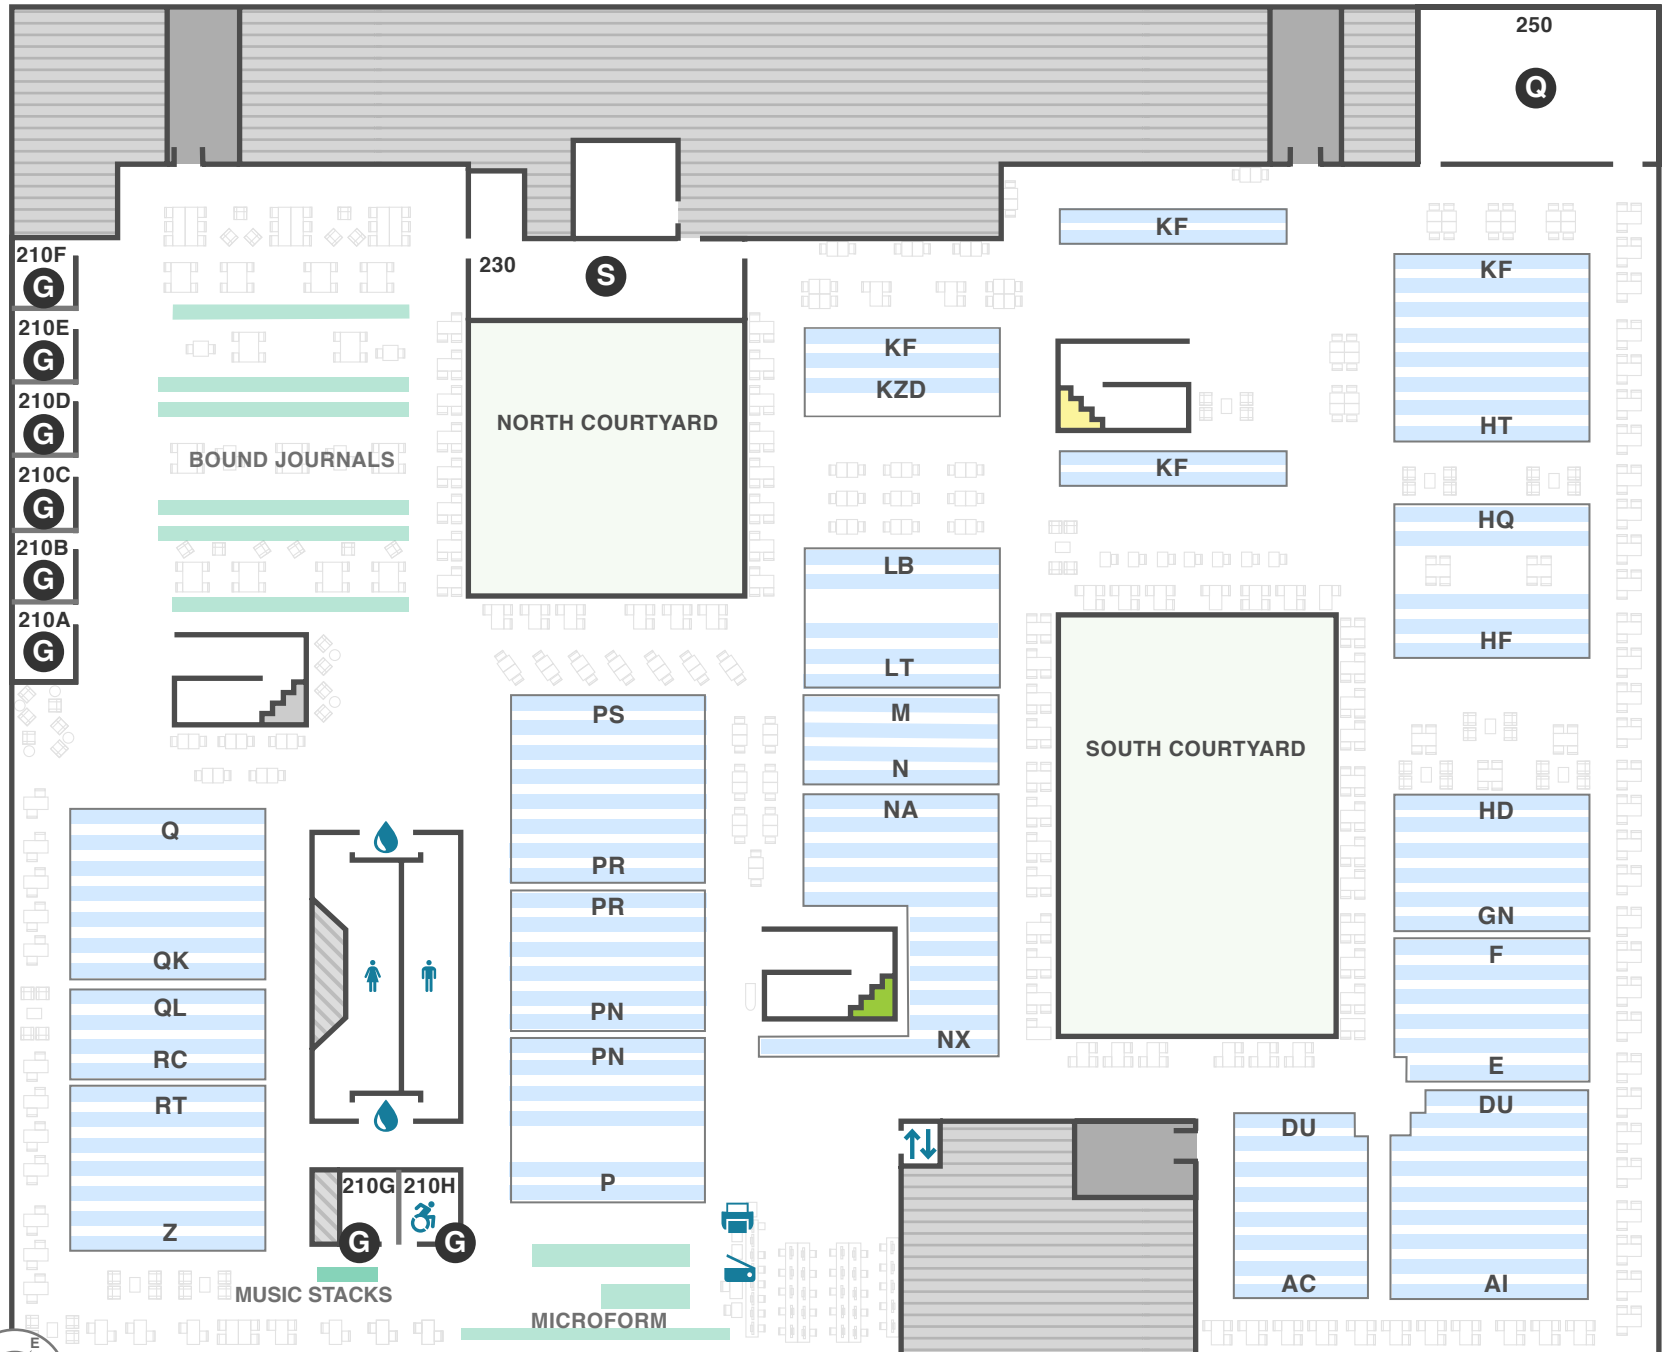 250
Q
KF
210F
G
230
S
KF
210E
G
KF
KZD
210D
G
NORTH COURTYARD
HT
BOUND JOURNALS
KF
210C
G
HQ
210B
G
LB
210A
G
HF
LT
PS
M
SOUTH COURTYARD
N
Q
NA
HD
PR
PR
GN
QK
F
QL
PN
NX
RC
PN
E
RT
DU
DU
P
210G
210H
Z
G
G
AC
AI
MUSIC STACKS
MICROFORM
E